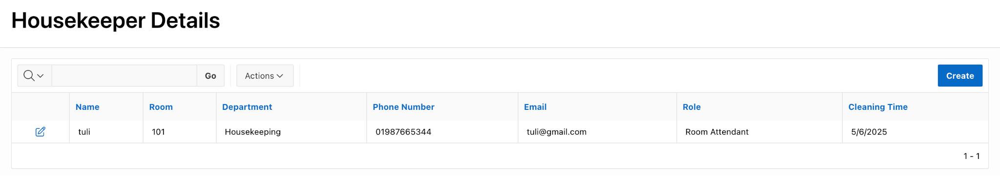 Housekeeper Details
Go Actions Create
Name Room Department Phone Number Email Role Cleaning Time
tuli 101 Housekeeping 01987665344 tuli@gmail.com Room Attendant 5/6/2025
1 - 1